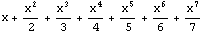 x + x²/2 + x³/3 + x⁴/4 + x⁵/5 + x⁶/6 + x⁷/7